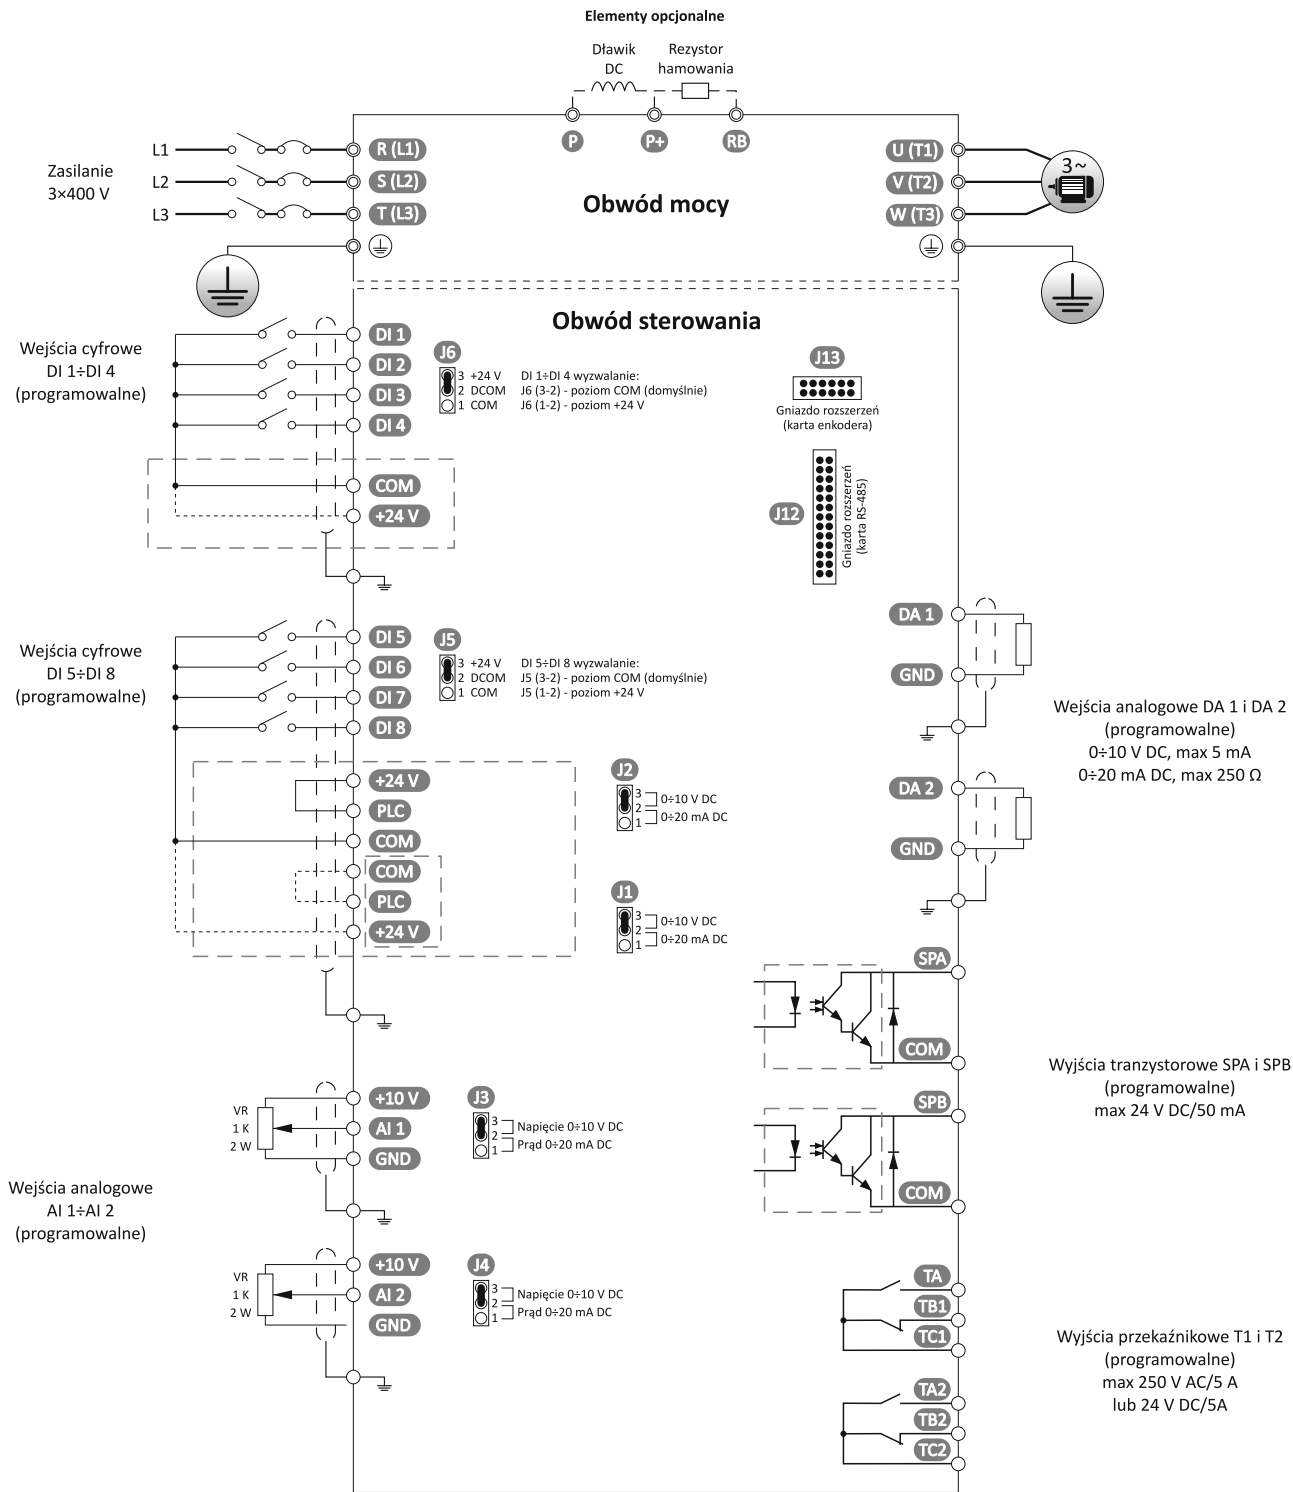 Elementy opcjonalne
Dławik
DC
Rezystor
hamowania
P
P+
RB
Zasilanie
3×400 V
L1
L2
L3
R (L1)
S (L2)
T (L3)
Obwód mocy
U (T1)
V (T2)
W (T3)
3~
Obwód sterowania
Wejścia cyfrowe
DI 1÷DI 4
(programowalne)
DI 1
DI 2
DI 3
DI 4
COM
+24 V
J6
3 +24 V DI 1÷DI 4 wyzwalanie:
2 DCOM J6 (3-2) - poziom COM (domyślnie)
1 COM J6 (1-2) - poziom +24 V
J13
Gniazdo rozszerzeń
(karta enkodera)
J12
Gniazdo rozszerzeń
(karta RS-485)
Wejścia cyfrowe
DI 5÷DI 8
(programowalne)
DI 5
DI 6
DI 7
DI 8
+24 V
PLC
COM
COM
PLC
+24 V
J5
3 +24 V DI 5÷DI 8 wyzwalanie:
2 DCOM J5 (3-2) - poziom COM (domyślnie)
1 COM J5 (1-2) - poziom +24 V
J2
3
2
1
0÷10 V DC
0÷20 mA DC
J1
3
2
1
0÷10 V DC
0÷20 mA DC
DA 1
GND
DA 2
GND
Wejścia analogowe DA 1 i DA 2
(programowalne)
0÷10 V DC, max 5 mA
0÷20 mA DC, max 250 Ω
SPA
COM
SPB
COM
Wyjścia tranzystorowe SPA i SPB
(programowalne)
max 24 V DC/50 mA
Wejścia analogowe
AI 1÷AI 2
(programowalne)
VR
1 K
2 W
+10 V
AI 1
GND
J3
3
2
1
Napięcie 0÷10 V DC
Prąd 0÷20 mA DC
VR
1 K
2 W
+10 V
AI 2
GND
J4
3
2
1
Napięcie 0÷10 V DC
Prąd 0÷20 mA DC
TA
TB1
TC1
TA2
TB2
TC2
Wyjścia przekaźnikowe T1 i T2
(programowalne)
max 250 V AC/5 A
lub 24 V DC/5A